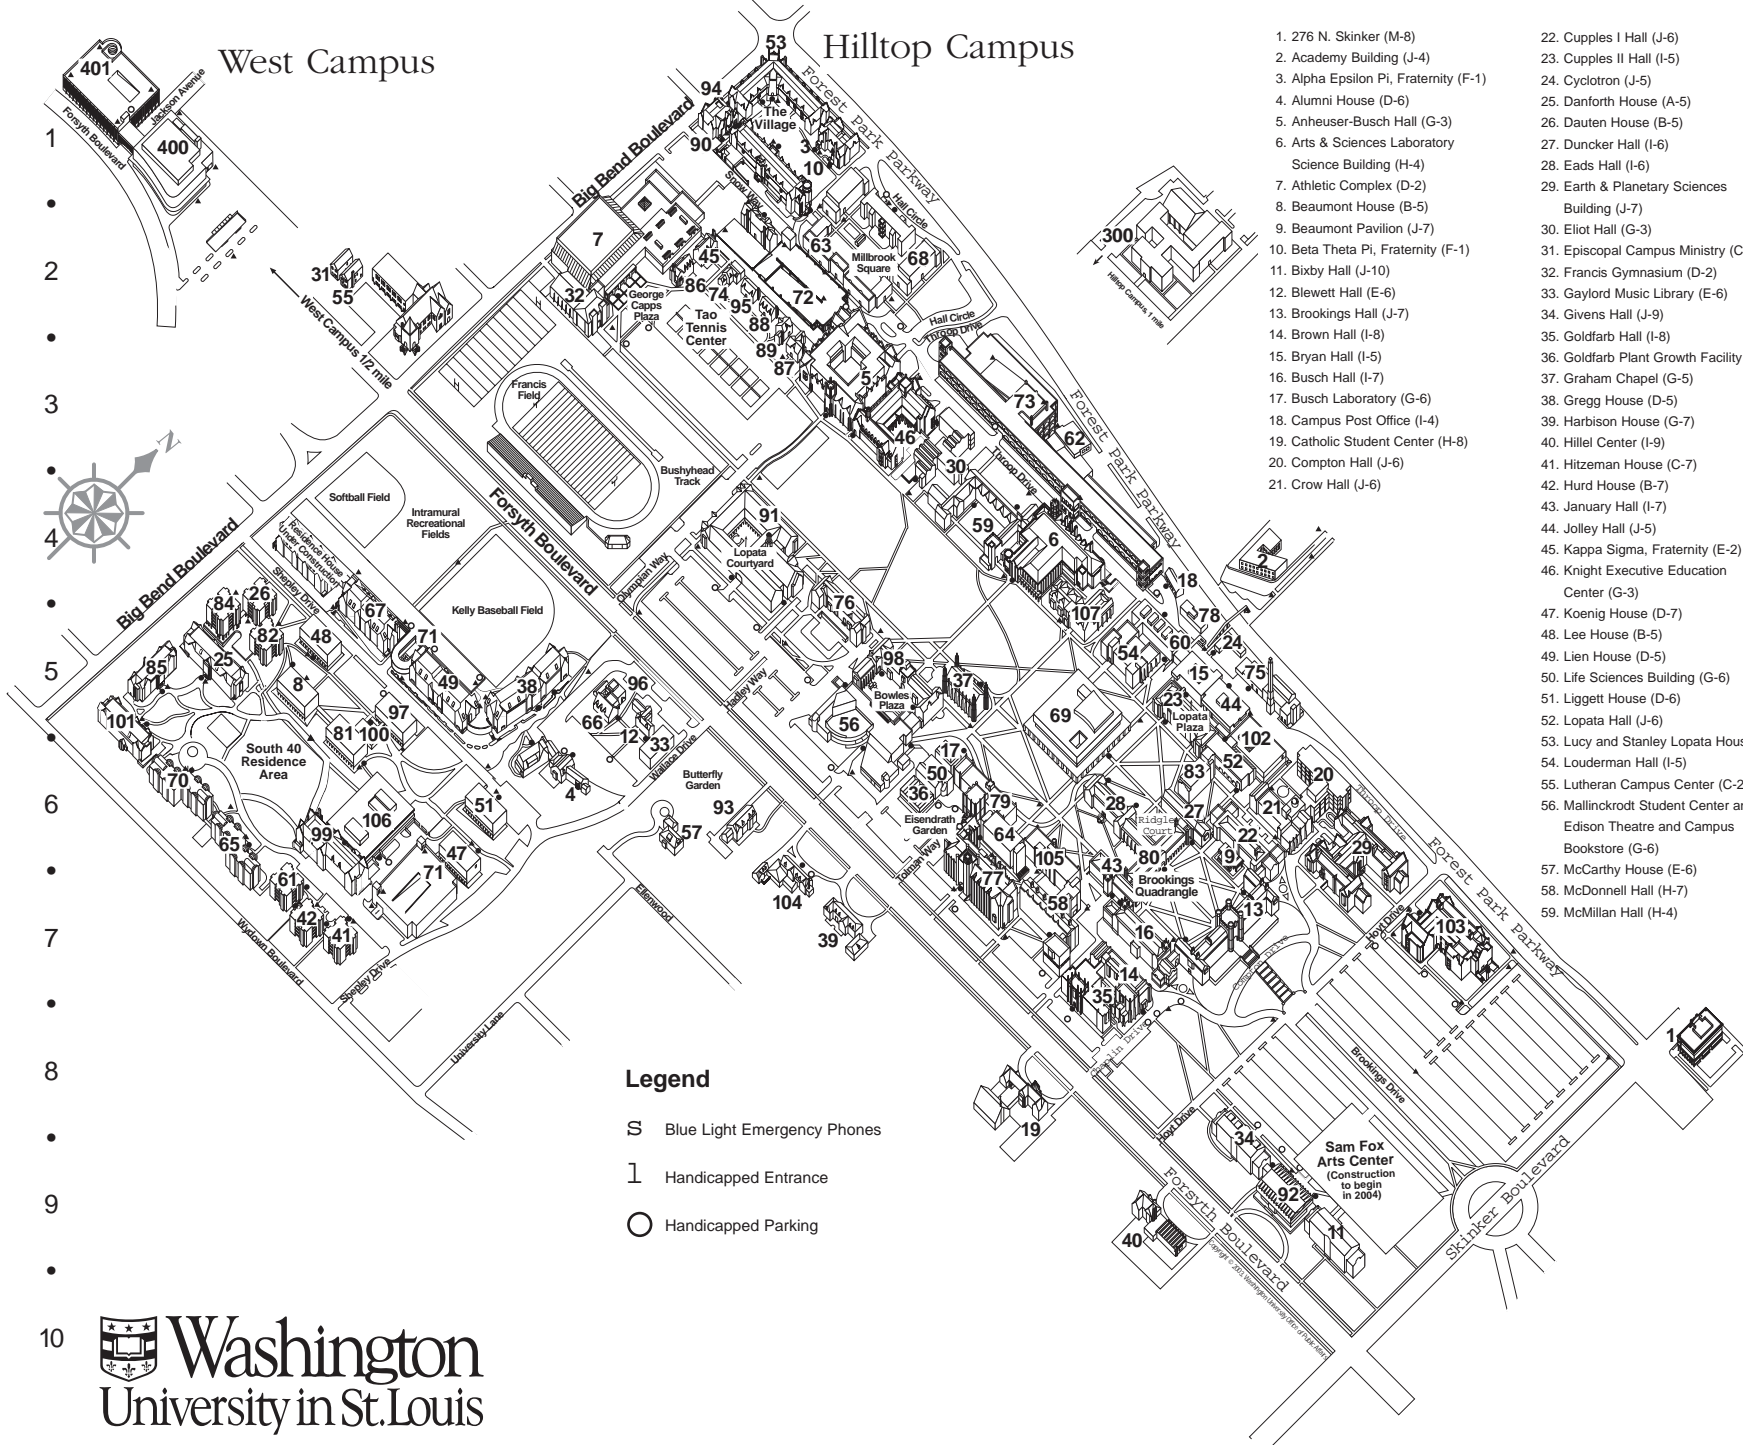 West Campus
Hilltop Campus
1. 276 N. Skinker (M-8)
2. Academy Building (J-4)
3. Alpha Epsilon Pi, Fraternity (F-1)
4. Alumni House (D-6)
5. Anheuser-Busch Hall (G-3)
6. Arts & Sciences Laboratory
Science Building (H-4)
7. Athletic Complex (D-2)
8. Beaumont House (B-5)
9. Beaumont Pavilion (J-7)
10. Beta Theta Pi, Fraternity (F-1)
11. Bixby Hall (J-10)
12. Blewett Hall (E-6)
13. Brookings Hall (J-7)
14. Brown Hall (I-8)
15. Bryan Hall (I-5)
16. Busch Hall (I-7)
17. Busch Laboratory (G-6)
18. Campus Post Office (I-4)
19. Catholic Student Center (H-8)
20. Compton Hall (J-6)
21. Crow Hall (J-6)
22. Cupples I Hall (J-6)
23. Cupples II Hall (I-5)
24. Cyclotron (J-5)
25. Danforth House (A-5)
26. Dauten House (B-5)
27. Duncker Hall (I-6)
28. Eads Hall (I-6)
29. Earth & Planetary Sciences
Building (J-7)
30. Eliot Hall (G-3)
31. Episcopal Campus Ministry (C
32. Francis Gymnasium (D-2)
33. Gaylord Music Library (E-6)
34. Givens Hall (J-9)
35. Goldfarb Hall (I-8)
36. Goldfarb Plant Growth Facility
37. Graham Chapel (G-5)
38. Gregg House (D-5)
39. Harbison House (G-7)
40. Hillel Center (I-9)
41. Hitzeman House (C-7)
42. Hurd House (B-7)
43. January Hall (I-7)
44. Jolley Hall (J-5)
45. Kappa Sigma, Fraternity (E-2)
46. Knight Executive Education
Center (G-3)
47. Koenig House (D-7)
48. Lee House (B-5)
49. Lien House (D-5)
50. Life Sciences Building (G-6)
51. Liggett House (D-6)
52. Lopata Hall (J-6)
53. Lucy and Stanley Lopata Hous
54. Louderman Hall (I-5)
55. Lutheran Campus Center (C-2
56. Mallinckrodt Student Center an
Edison Theatre and Campus
Bookstore (G-6)
57. McCarthy House (E-6)
58. McDonnell Hall (H-7)
59. McMillan Hall (H-4)
1
2
3
4
5
6
7
8
9
10
401
400
Jackson Avenue
Forsyth Boulevard
31
55
West Campus 1/2 mile
N
53
94
90
The
Village
3
10
Big Bend Boulevard
Forest Park Parkway
Snow Way
Hall Circle
63
68
Millbrook
Square
7
45
86
74
95
88
89
87
72
32
George
Capps
Plaza
Tao
Tennis
Center
Hall Circle
Throop Drive
300
Hilltop Campus, 1 mile
5
46
73
62
30
Throop Drive
Forest Park Parkway
Francis
Field
Bushyhead
Track
Softball Field
Intramural
Recreational
Fields
Forsyth Boulevard
91
Lopata
Courtyard
59
6
2
18
107
78
60
24
Residence House
Under Construction
Big Bend Boulevard
Shepley Drive
Kelly Baseball Field
Olympian Way
76
84
26
67
82
48
71
25
85
8
49
38
96
66
98
37
54
15
75
Hadley Way
Bowles
Plaza
56
69
23
44
Lopata
Plaza
101
97
81
100
12
33
Wallace Drive
102
South 40
Residence
Area
70
Butterfly
Garden
4
51
93
17
50
36
79
Eisendrath
Garden
64
52
83
20
28
27
21
Throop Drive
Ridgle
Court
22
29
106
99
65
57
Tolman Way
105
80
9
47
71
61
77
58
43
Brookings
Quadrangle
13
104
Ellenwood
42
41
39
16
Hoyt Drive
103
Forest Park Parkway
Wydown Boulevard
Shepley Drive
14
35
University Lane
1
Brookings Drive
19
Hoyt Drive
34
Sam Fox
Arts Center
(Construction
to begin
in 2004)
92
11
40
Forsyth Boulevard
Skinker Boulevard
Copyright © 2003, Washington University Office of Public Affairs
Legend
s Blue Light Emergency Phones
l Handicapped Entrance
Handicapped Parking
Washington
University in St. Louis